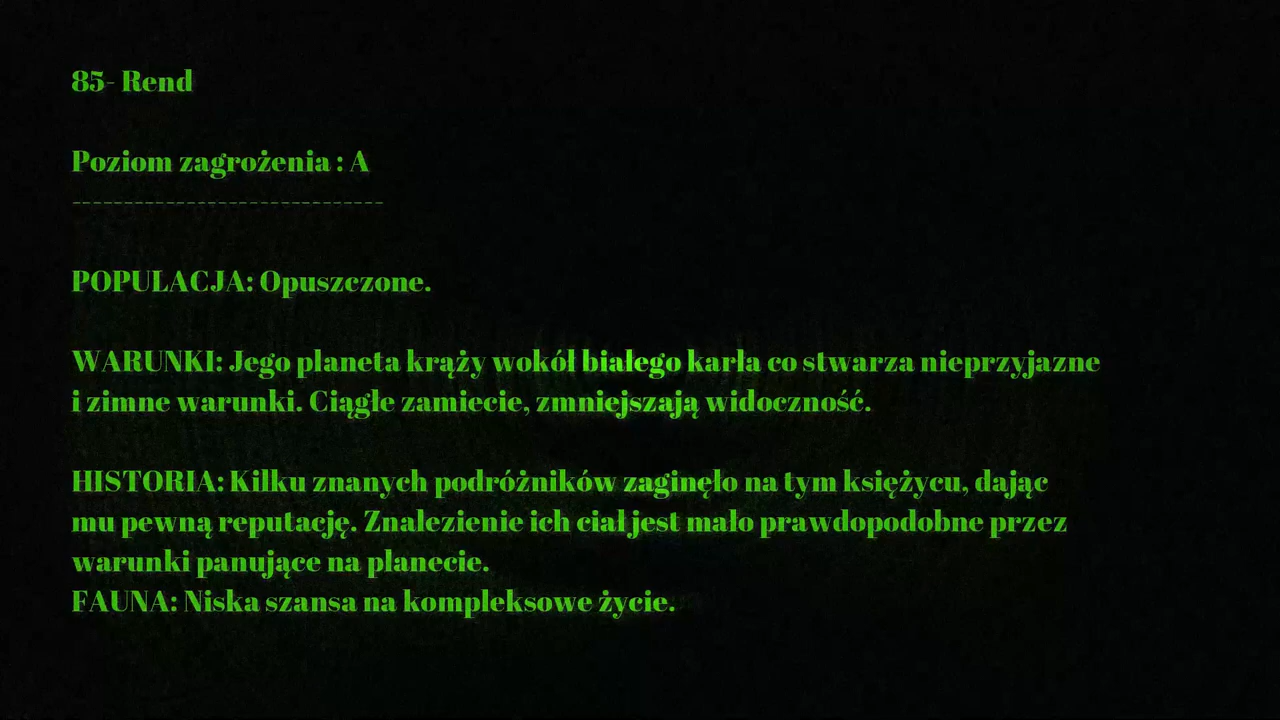 85- Rend
Poziom zagrożenia : A
------------------------------
POPULACJA: Opuszczone.
WARUNKI: Jego planeta krąży wokół białego karła co stwarza nieprzyjazne
i zimne warunki. Ciągłe zamiecie, zmniejszają widoczność.
HISTORIA: Kilku znanych podróżników zaginęło na tym księżycu, dając
mu pewną reputację. Znalezienie ich ciał jest mało prawdopodobne przez
warunki panujące na planecie.
FAUNA: Niska szansa na kompleksowe życie.